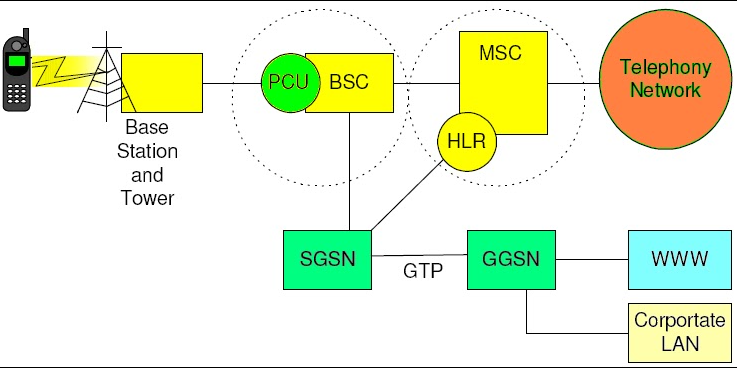 PCU
BSC
MSC
HLR
Telephony
Network
Base
Station
and
Tower
SGSN
GTP
GGSN
WWW
Corportate
LAN